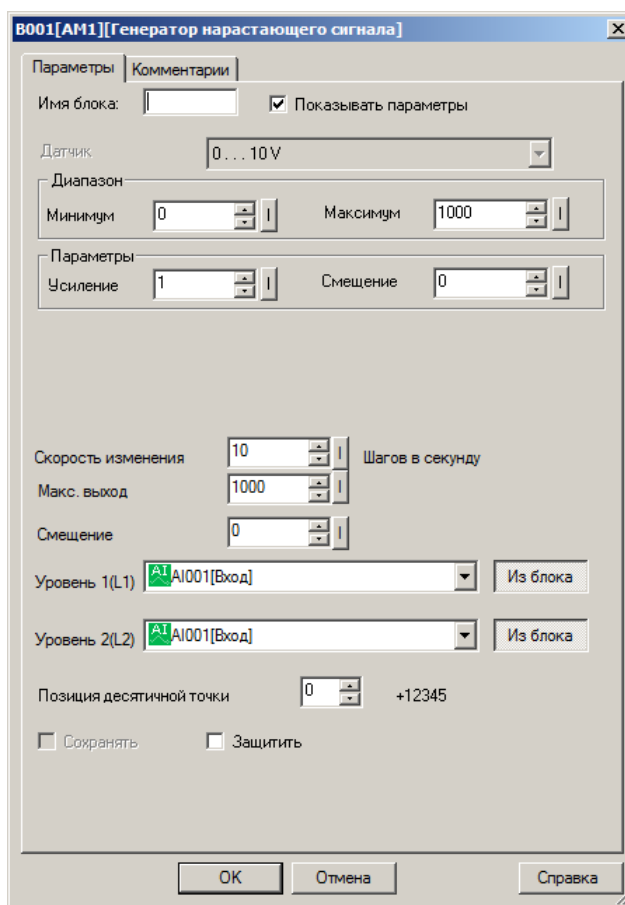 B001[AM1][Генератор нарастающего сигнала]
Параметры Комментарии
Имя блока: Показывать параметры
Датчик 0...10V
Диапазон
Минимум 0 Максимум 1000
Параметры
Усиление 1 Смещение 0
Скорость изменения 10 Шагов в секунду
Макс. выход 1000
Смещение 0
Уровень 1(L1) AI AI001[Вход] Из блока
Уровень 2(L2) AI AI001[Вход] Из блока
Позиция десятичной точки 0 +12345
Сохранять Защитить
OK Отмена Справка